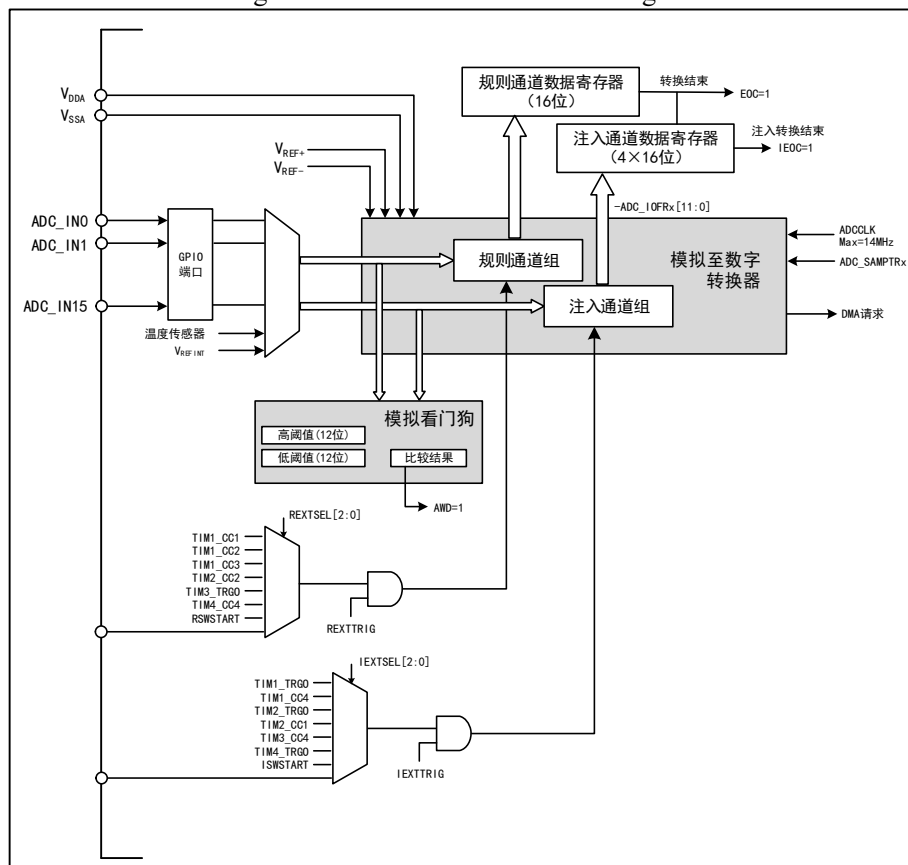 规则通道数据寄存器
(16位)
转换结束
EOC=1
注入通道数据寄存器
(4×16位)
注入转换结束
IEOC=1
VDDA
VSSA
VREF+
VREF-
-ADC_IOFRx[11:0]
ADC_IN0
ADC_IN1
ADC_IN15
GPIO
端口
温度传感器
VREFINT
规则通道组
注入通道组
模拟至数字
转换器
ADCCLK
Max=14MHz
ADC_SAMPTRx
DMA请求
模拟看门狗
高阈值(12位)
低阈值(12位)
比较结果
AWD=1
REXTSEL[2:0]
TIM1_CC1
TIM1_CC2
TIM1_CC3
TIM2_CC2
TIM3_TRGO
TIM4_CC4
RSWSTART
REXTTRIG
IEXTSEL[2:0]
TIM1_TRGO
TIM1_CC4
TIM2_TRGO
TIM2_CC1
TIM3_CC4
TIM4_TRGO
ISWSTART
IEXTTRIG